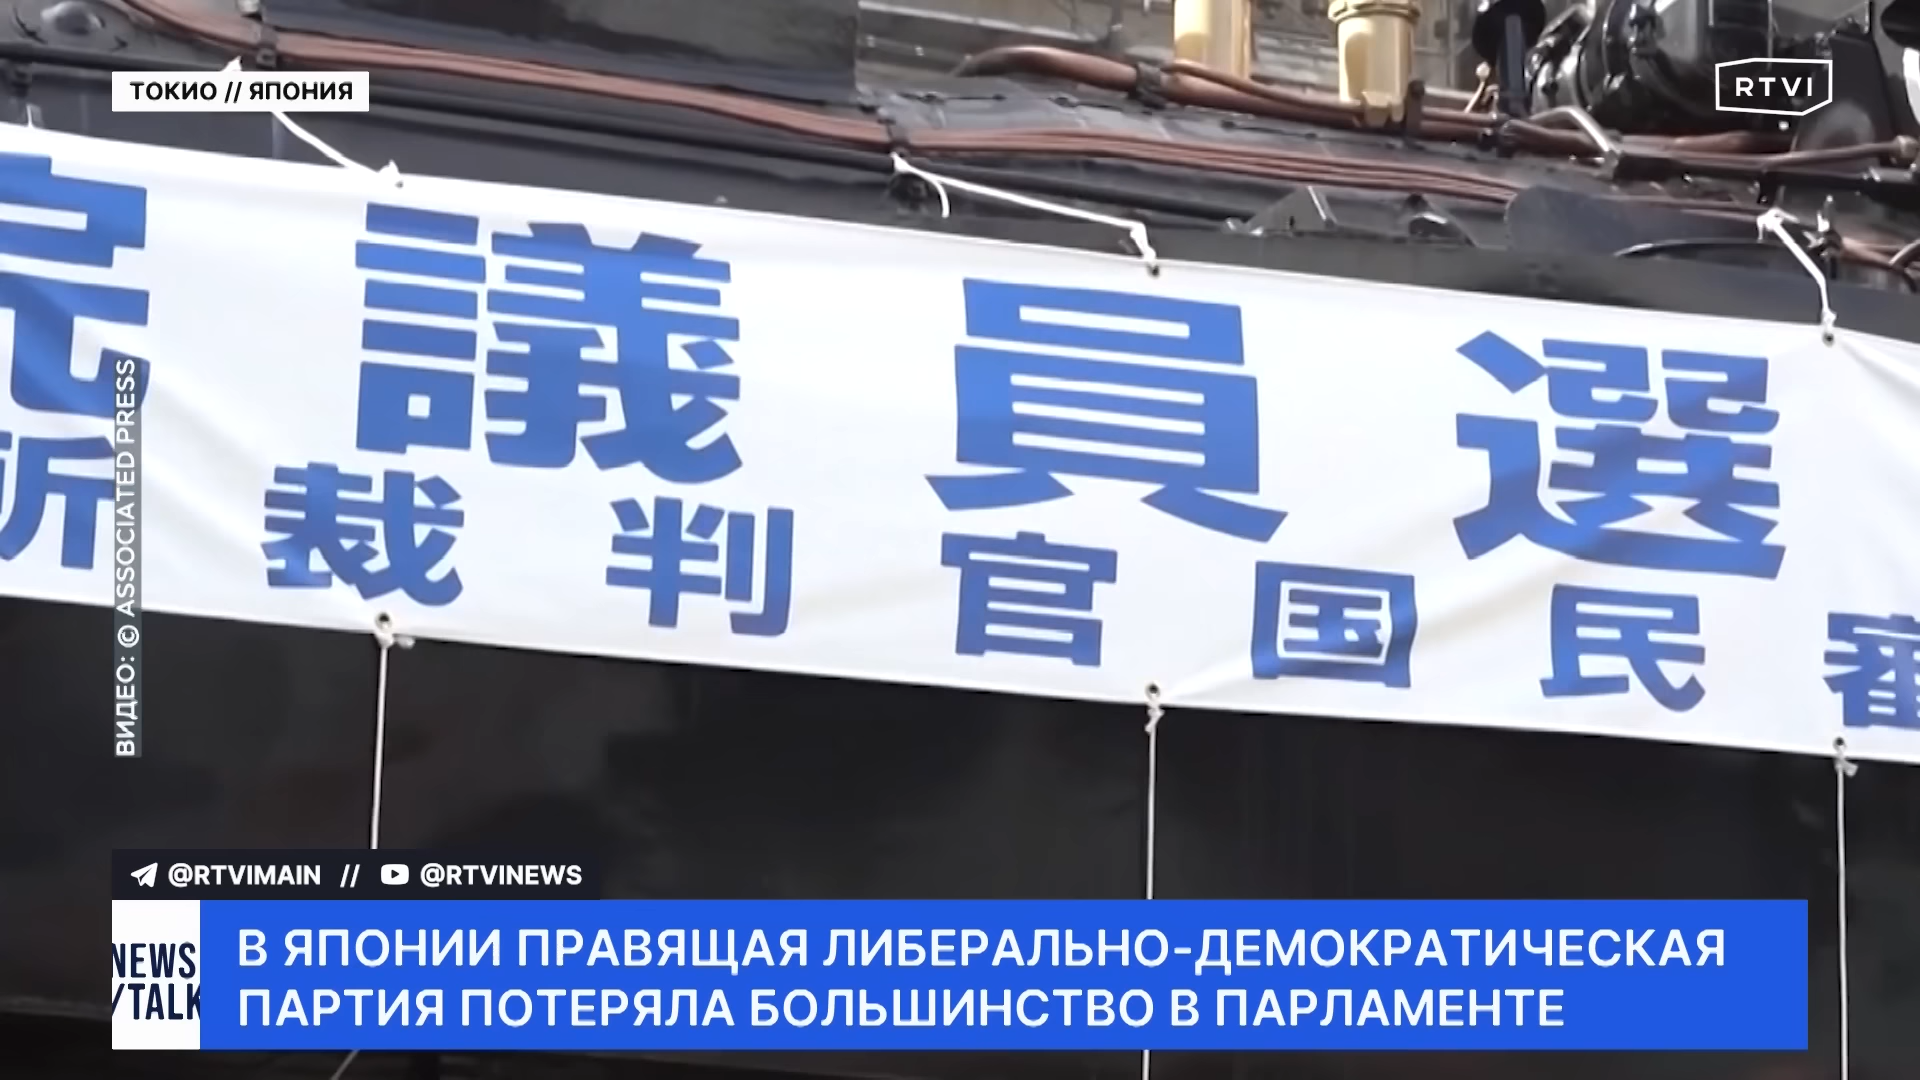 ТОКИО // ЯПОНИЯ
RTVI
議員選
裁判官国民審
ВИДЕО: © ASSOCIATED PRESS
@RTVIMAIN // @RTVINEWS
NEWS
/TALK
В ЯПОНИИ ПРАВЯЩАЯ ЛИБЕРАЛЬНО-ДЕМОКРАТИЧЕСКАЯ
ПАРТИЯ ПОТЕРЯЛА БОЛЬШИНСТВО В ПАРЛАМЕНТЕ